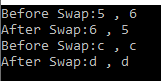 Before Swap:5 , 6
After Swap:6 , 5
Before Swap:c , c
After Swap:d , d